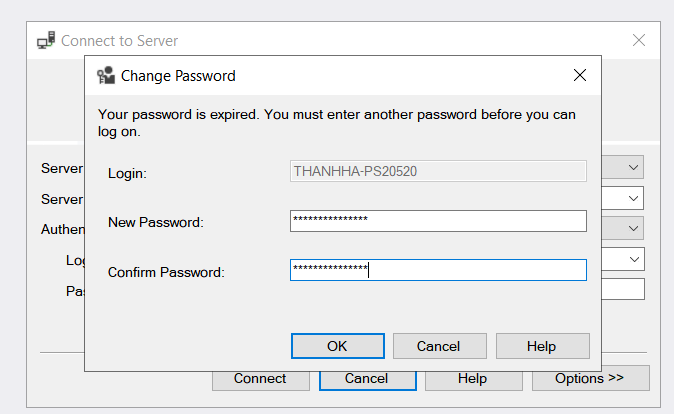 Connect to Server
Change Password
Your password is expired. You must enter another password before you can
log on.
Login:
THANHHA-PS20520
New Password:
***************
Confirm Password:
***************
OK
Cancel
Help
Server
Server
Authen
Log
Pas
Connect
Cancel
Help
Options >>